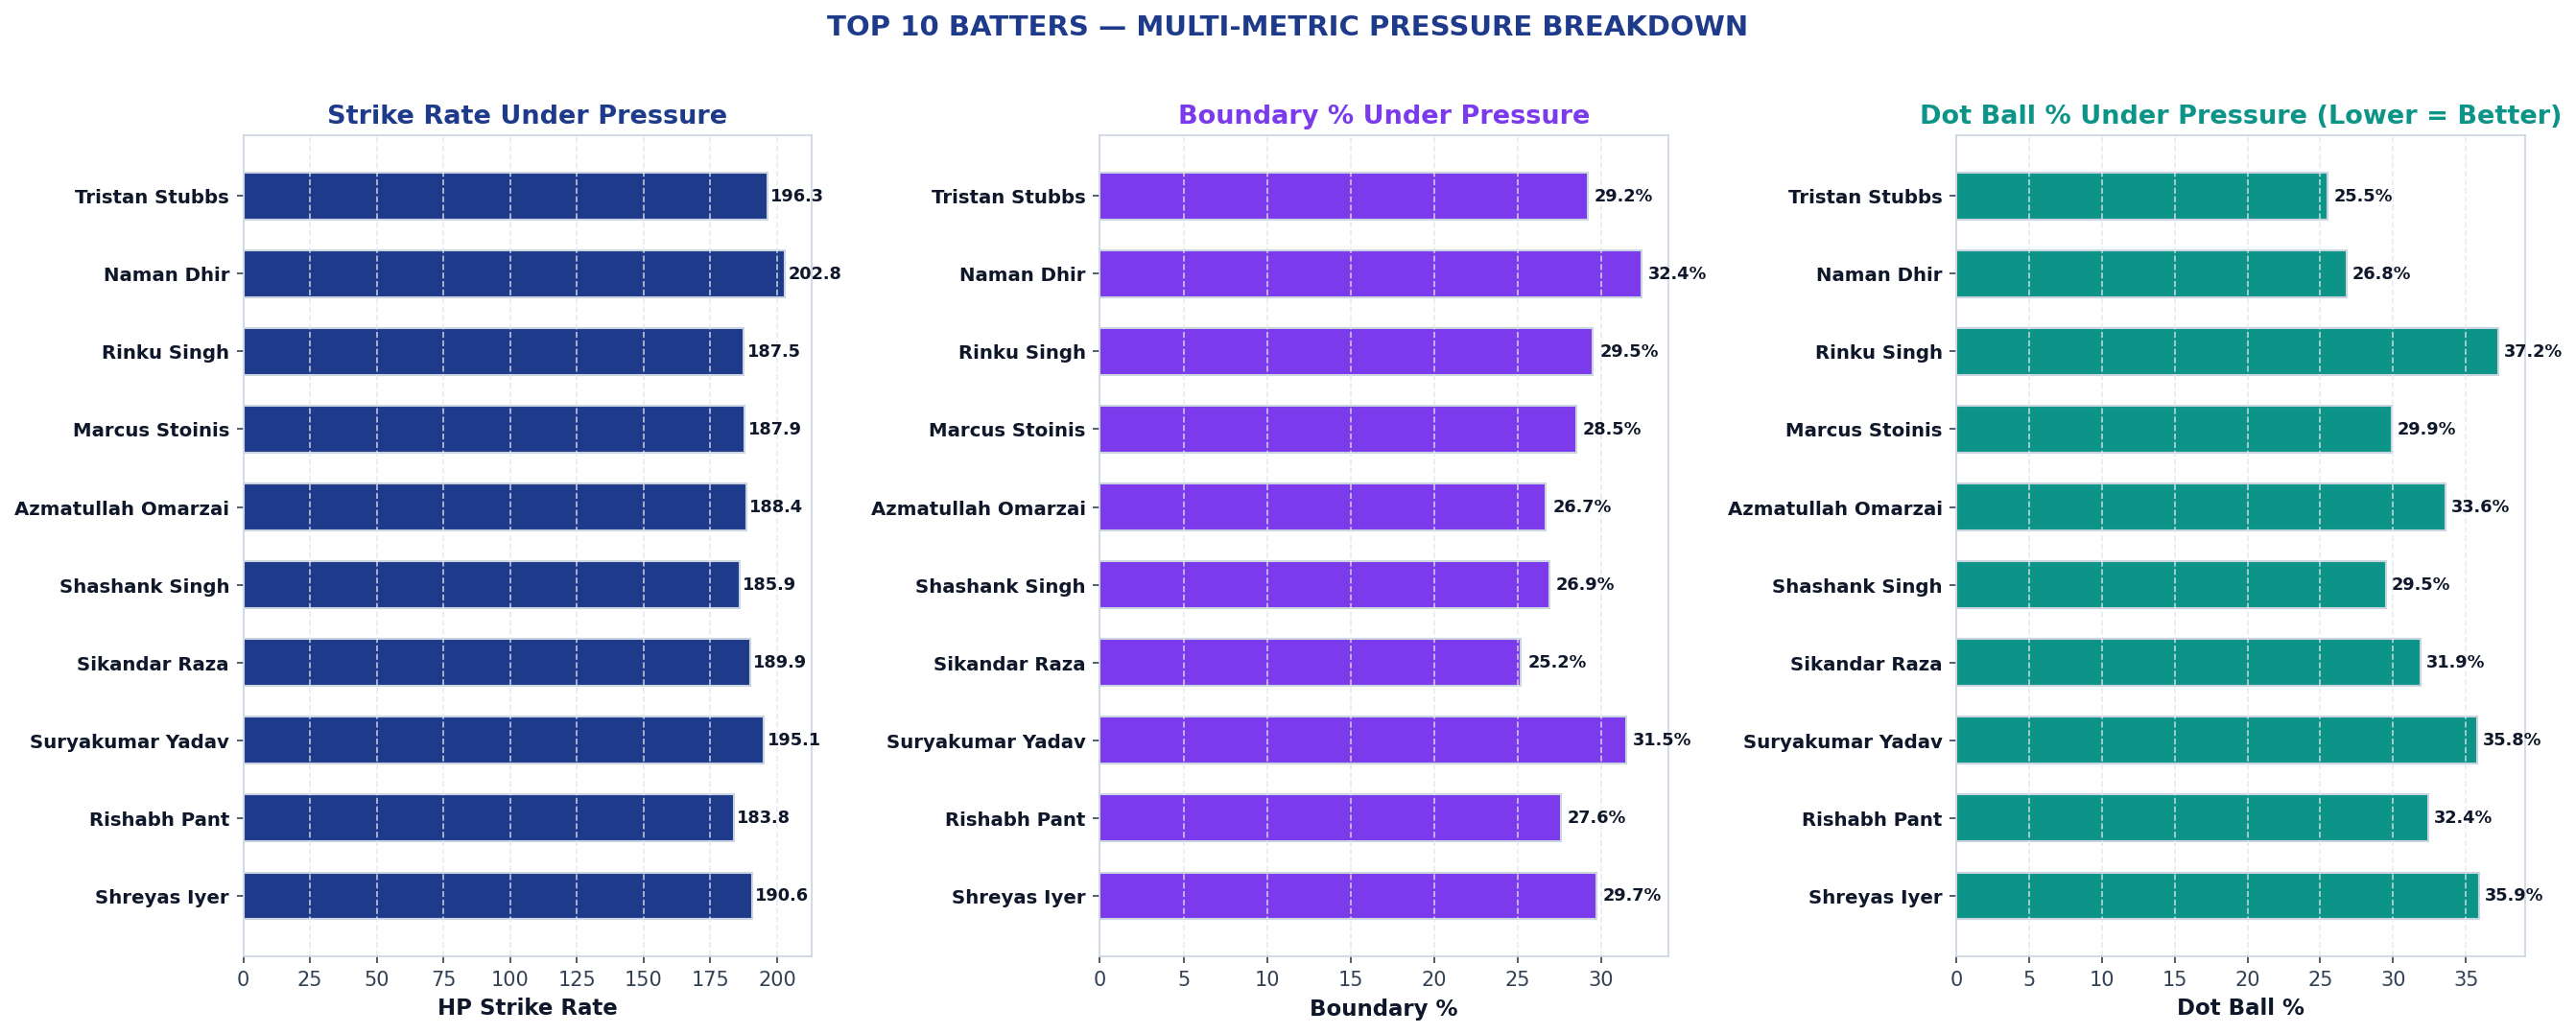 TOP 10 BATTERS — MULTI-METRIC PRESSURE BREAKDOWN
Strike Rate Under Pressure
Tristan Stubbs 196.3
Naman Dhir 202.8
Rinku Singh 187.5
Marcus Stoinis 187.9
Azmatullah Omarzai 188.4
Shashank Singh 185.9
Sikandar Raza 189.9
Suryakumar Yadav 195.1
Rishabh Pant 183.8
Shreyas Iyer 190.6
0 25 50 75 100 125 150 175 200
HP Strike Rate
Boundary % Under Pressure
Tristan Stubbs 29.2%
Naman Dhir 32.4%
Rinku Singh 29.5%
Marcus Stoinis 28.5%
Azmatullah Omarzai 26.7%
Shashank Singh 26.9%
Sikandar Raza 25.2%
Suryakumar Yadav 31.5%
Rishabh Pant 27.6%
Shreyas Iyer 29.7%
0 5 10 15 20 25 30
Boundary %
Dot Ball % Under Pressure (Lower = Better)
Tristan Stubbs 25.5%
Naman Dhir 26.8%
Rinku Singh 37.2%
Marcus Stoinis 29.9%
Azmatullah Omarzai 33.6%
Shashank Singh 29.5%
Sikandar Raza 31.9%
Suryakumar Yadav 35.8%
Rishabh Pant 32.4%
Shreyas Iyer 35.9%
0 5 10 15 20 25 30 35
Dot Ball %